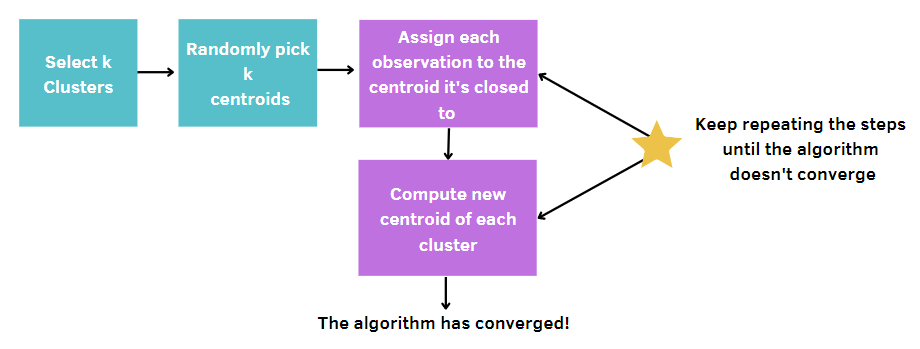 Select k
Clusters
Randomly pick
k
centroids
Assign each
observation to the
centroid it's closed
to
Keep repeating the steps
until the algorithm
doesn't converge
Compute new
centroid of each
cluster
The algorithm has converged!